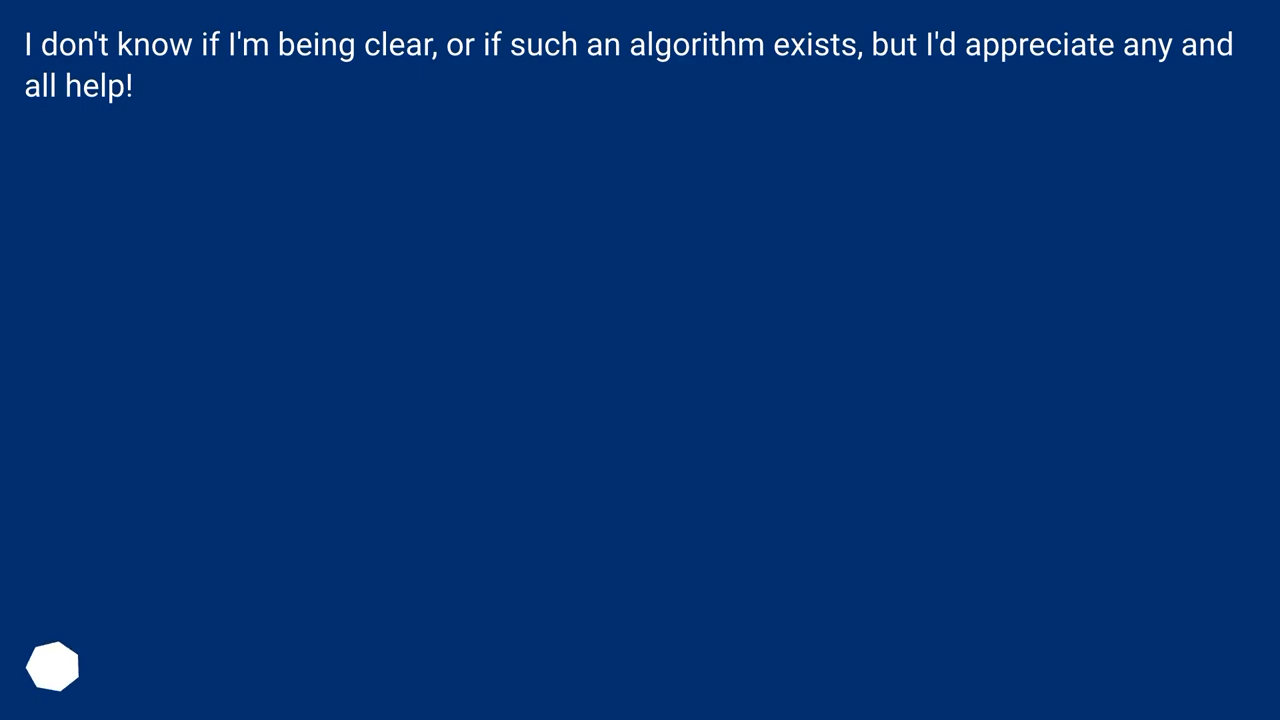 I don't know if I'm being clear, or if such an algorithm exists, but I'd appreciate any and
all help!